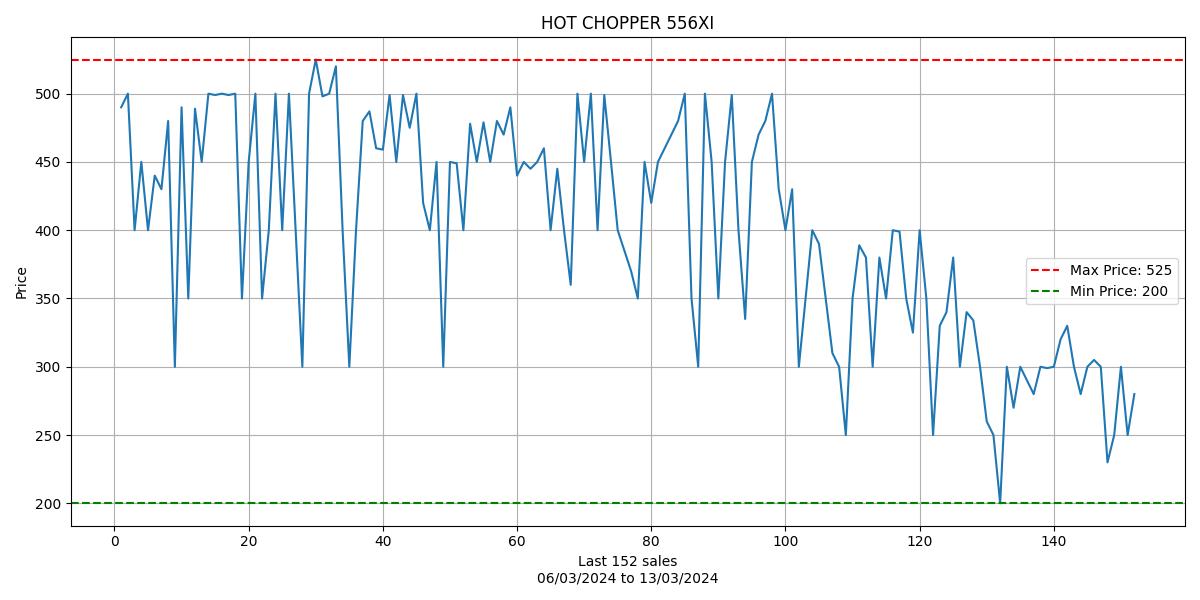 HOT CHOPPER 556XI
Price
500
450
400
350
300
250
200
Max Price: 525
Min Price: 200
0 20 40 60 80 100 120 140
Last 152 sales
06/03/2024 to 13/03/2024